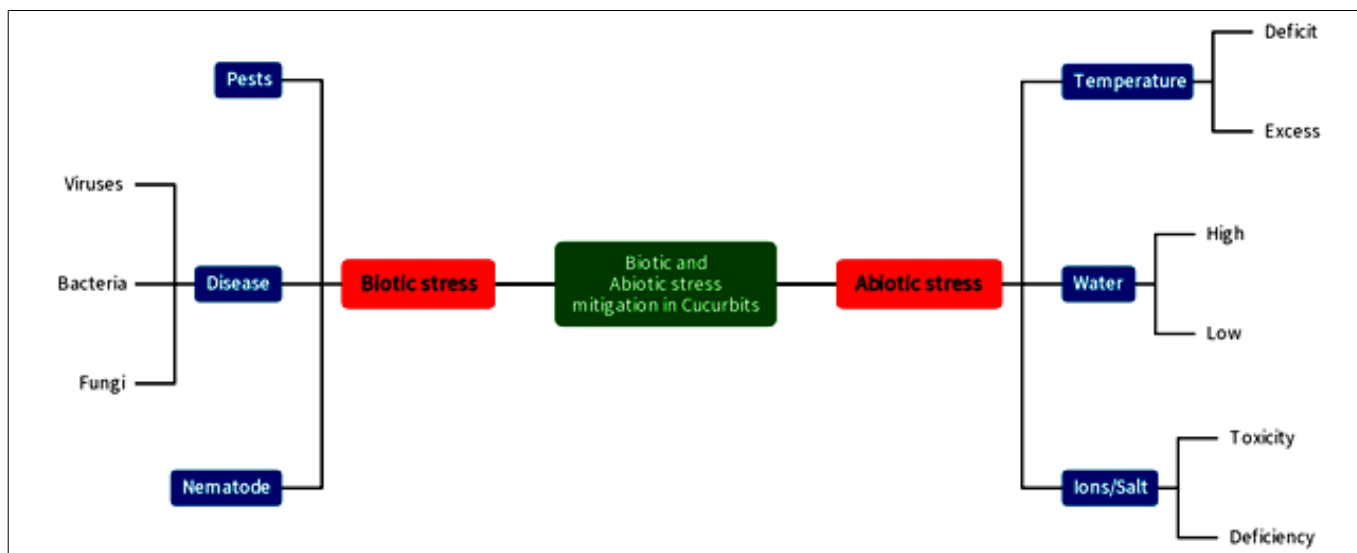 Deficit
Pests
Temperature
Excess
Viruses
High
Biotic and
Abiotic stress
mitigation in Cucurbits
Bacteria
Disease
Biotic stress
Abiotic stress
Water
Low
Fungi
Toxicity
Nematode
Ions/Salt
Deficiency